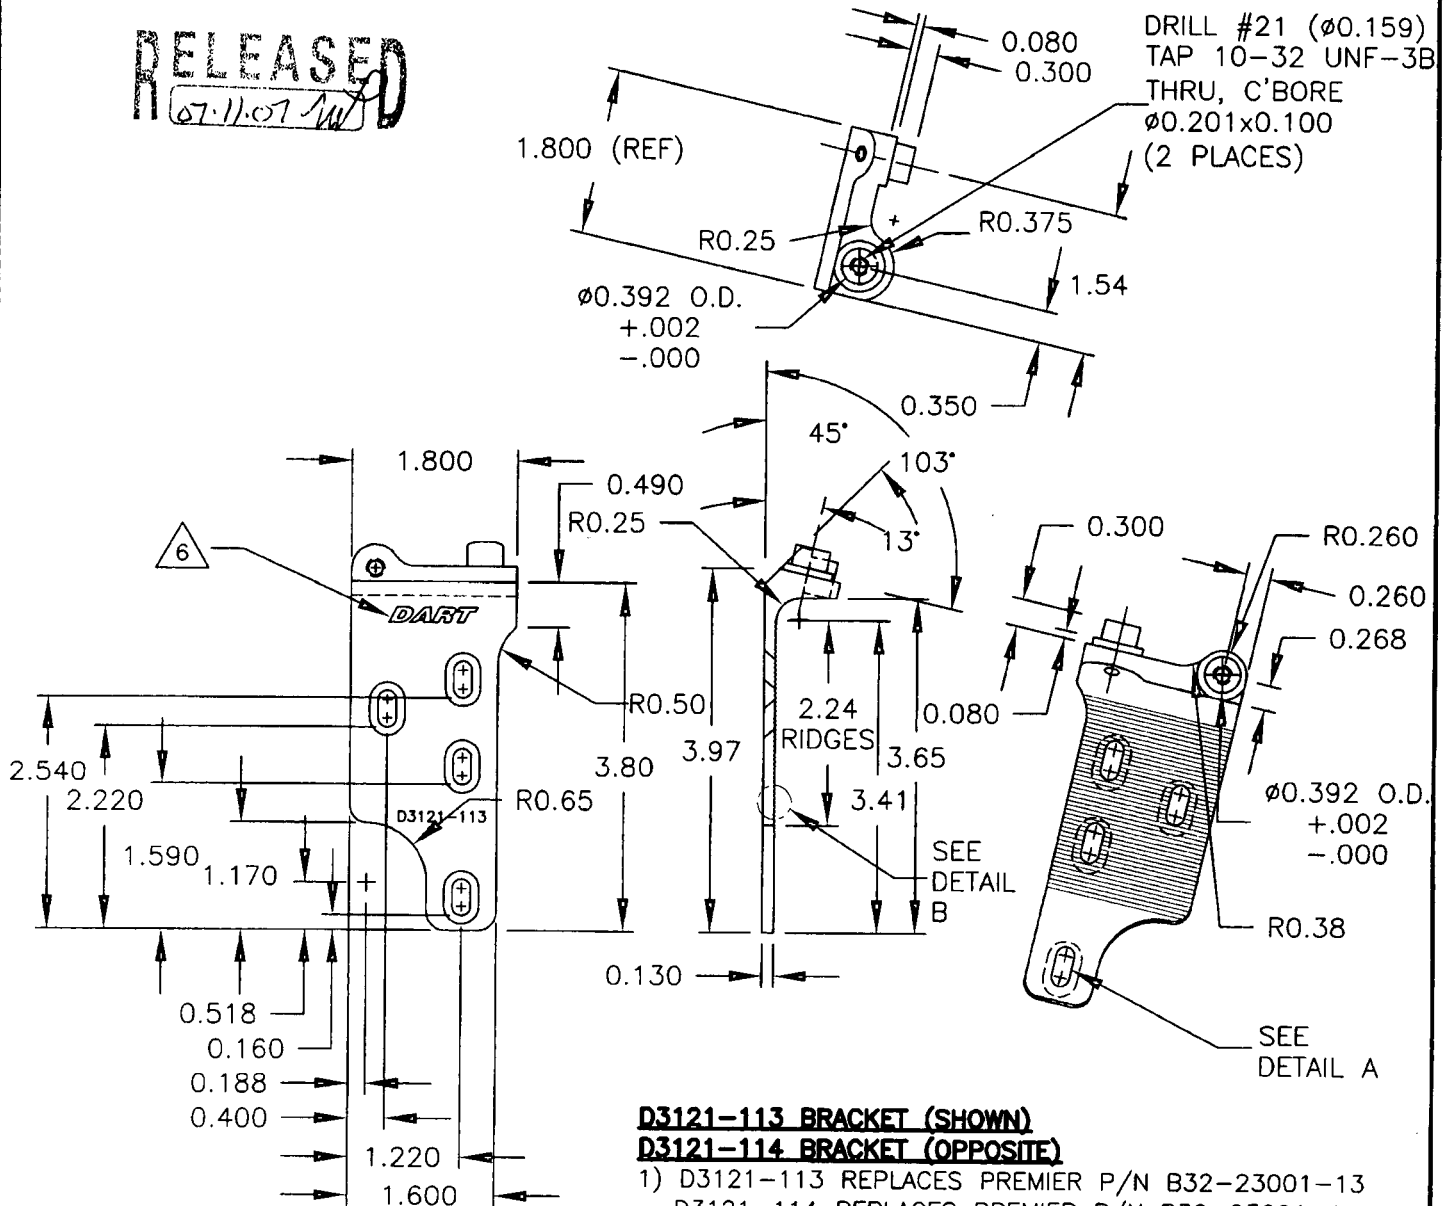 RELEASED
07.11.07
0.080
0.300
DRILL #21 (ø0.159)
TAP 10-32 UNF-3B
THRU, C'BORE
ø0.201x0.100
(2 PLACES)
1.800 (REF)
R0.25
R0.375
1.54
ø0.392 O.D.
+.002
-.000
0.350
45°
103°
13°
1.800
0.490
R0.25
6
DART
0.300
R0.260
0.260
0.268
0.080
R0.50
2.24
RIDGES
3.97
3.65
3.80
3.41
2.540
2.220
R0.65
D3121-113
1.590
1.170
ø0.392 O.D.
+.002
-.000
SEE
DETAIL
B
R0.38
0.130
0.518
0.160
0.188
0.400
1.220
1.600
SEE
DETAIL A
D3121-113 BRACKET (SHOWN)
D3121-114 BRACKET (OPPOSITE)
1) D3121-113 REPLACES PREMIER P/N B32-23001-13